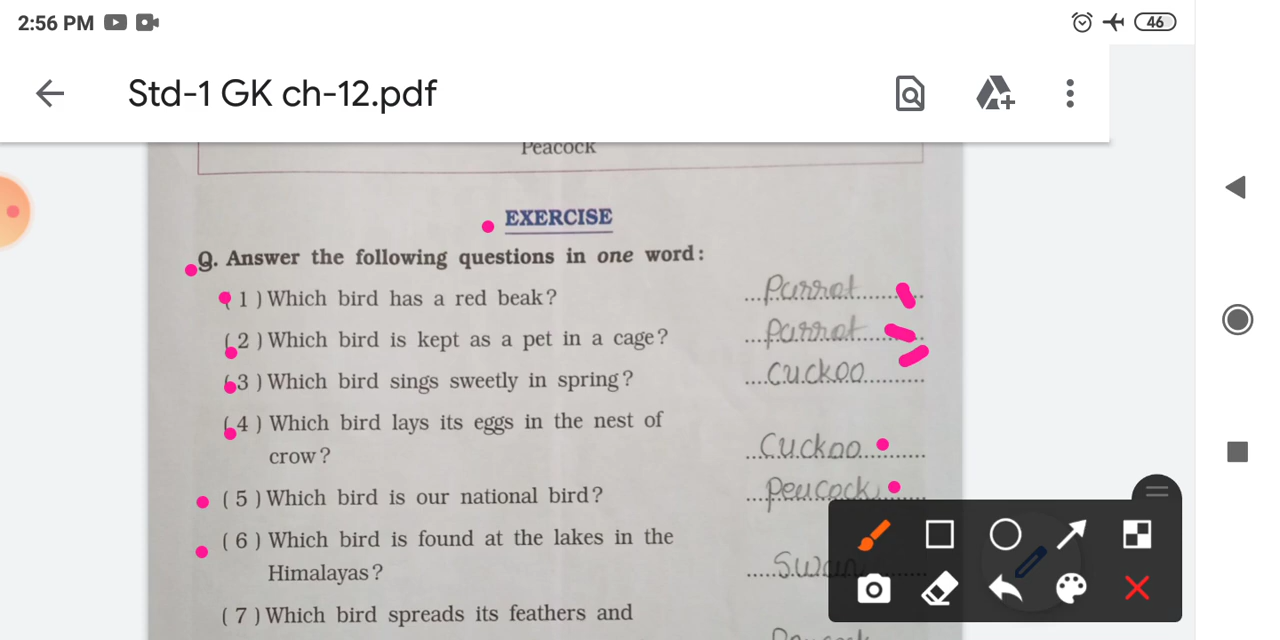 2:56 PM 46
Std-1 GK ch-12.pdf
Peacock
EXERCISE
Q. Answer the following questions in one word:
( 1 ) Which bird has a red beak? Parrot
( 2 ) Which bird is kept as a pet in a cage? Parrot
( 3 ) Which bird sings sweetly in spring? Cuckoo
( 4 ) Which bird lays its eggs in the nest of
crow? Cuckoo
( 5 ) Which bird is our national bird? Peacock
( 6 ) Which bird is found at the lakes in the
Himalayas? Swan
( 7 ) Which bird spreads its feathers and